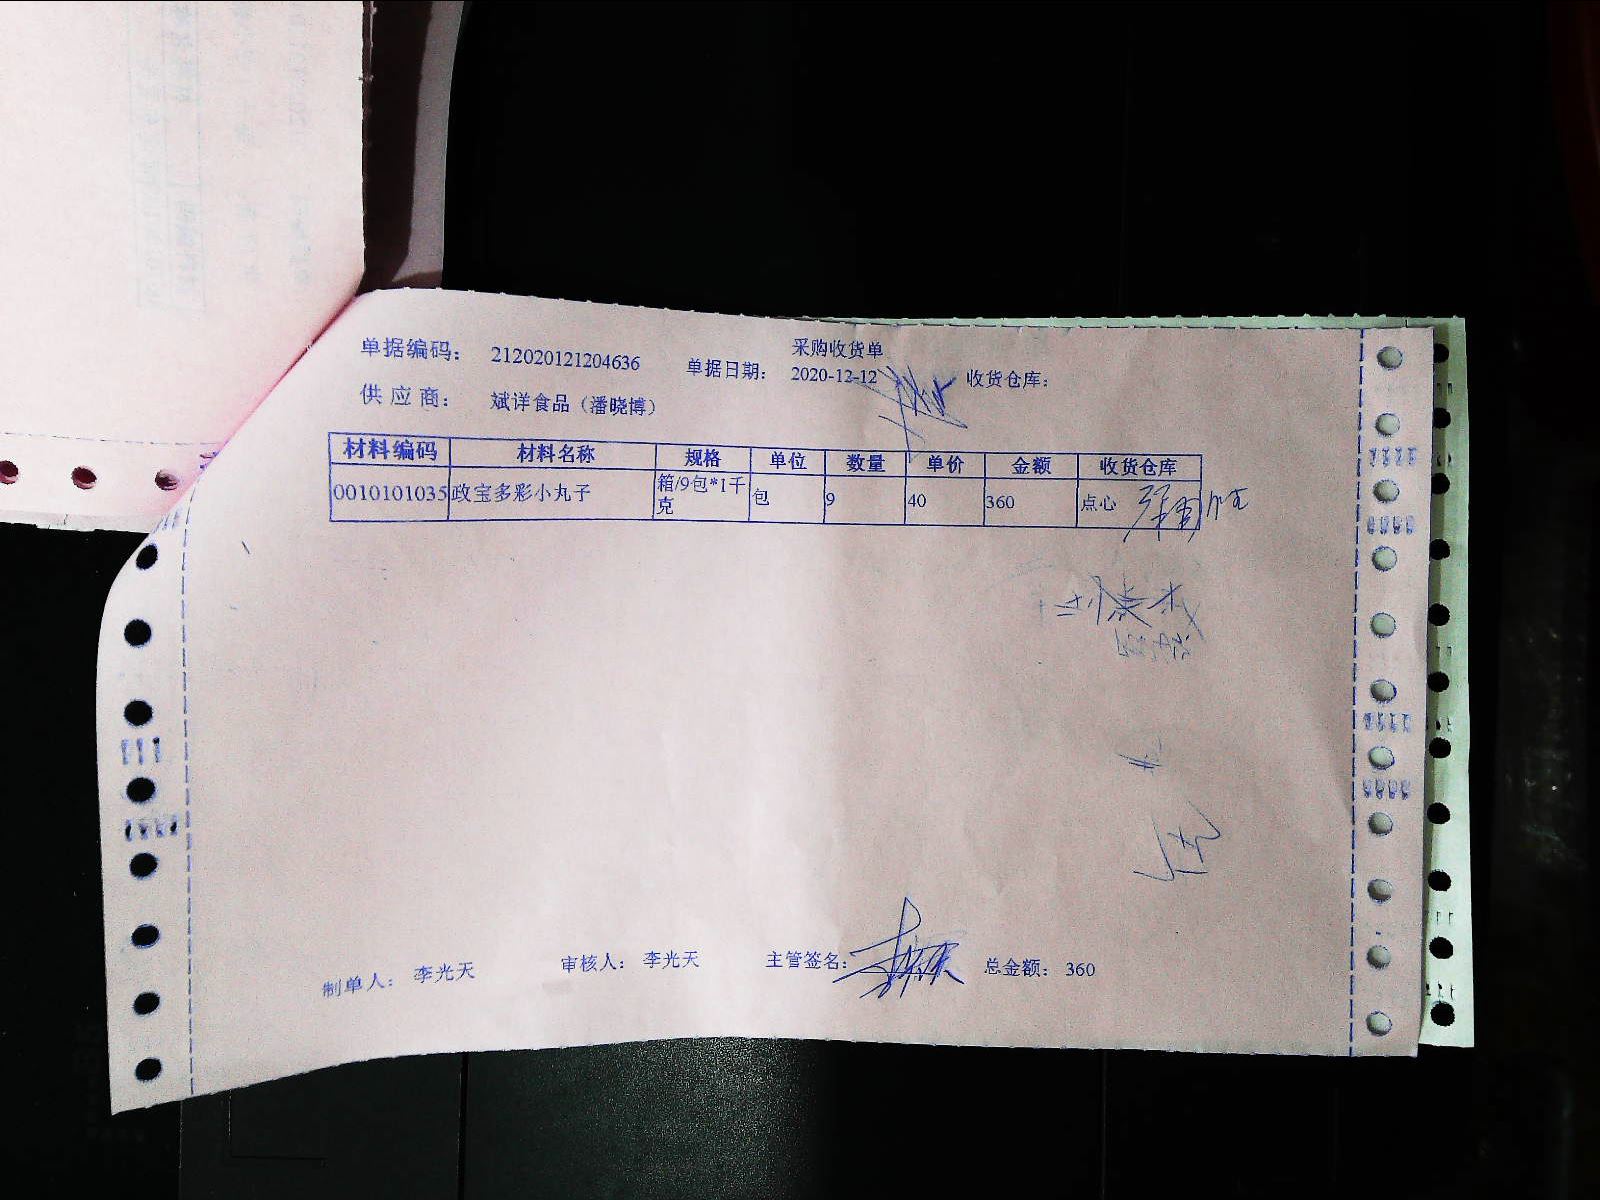 采购收货单
单据编码： 212020121204636 单据日期： 2020-12-12 收货仓库：
供 应 商： 斌详食品（潘晓博）
材料编码 材料名称 规格 单位 数量 单价 金额 收货仓库
0010101035 政宝多彩小丸子 箱/9包*1千克 包 9 40 360 点心
制单人： 李光天 审核人： 李光天 主管签名： 总金额： 360